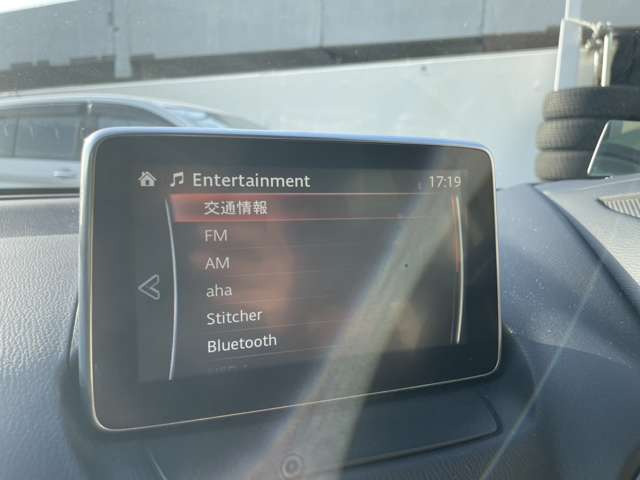 Entertainment 17:19
交通情報
FM
AM
aha
Stitcher
Bluetooth